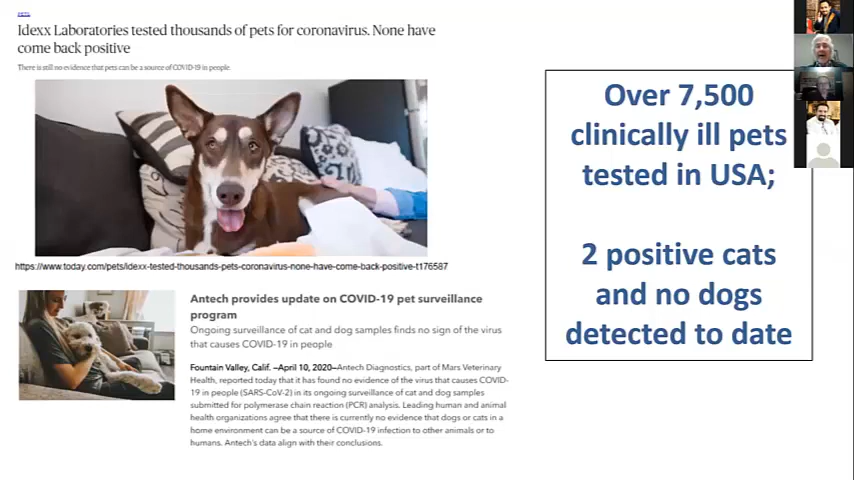 PETS
Idexx Laboratories tested thousands of pets for coronavirus. None have
come back positive
There is still no evidence that pets can be a source of COVID-19 in people.
https://www.today.com/pets/idexx-tested-thousands-pets-coronavirus-none-have-come-back-positive-t176587
Antech provides update on COVID-19 pet surveillance
program
Ongoing surveillance of cat and dog samples finds no sign of the virus
that causes COVID-19 in people
Fountain Valley, Calif. –April 10, 2020–Antech Diagnostics, part of Mars Veterinary
Health, reported today that it has found no evidence of the virus that causes COVID-
19 in people (SARS-CoV-2) in its ongoing surveillance of cat and dog samples
submitted for polymerase chain reaction (PCR) analysis. Leading human and animal
health organizations agree that there is currently no evidence that dogs or cats in a
home environment can be a source of COVID-19 infection to other animals or to
humans. Antech's data align with their conclusions.
Over 7,500
clinically ill pets
tested in USA;
2 positive cats
and no dogs
detected to date